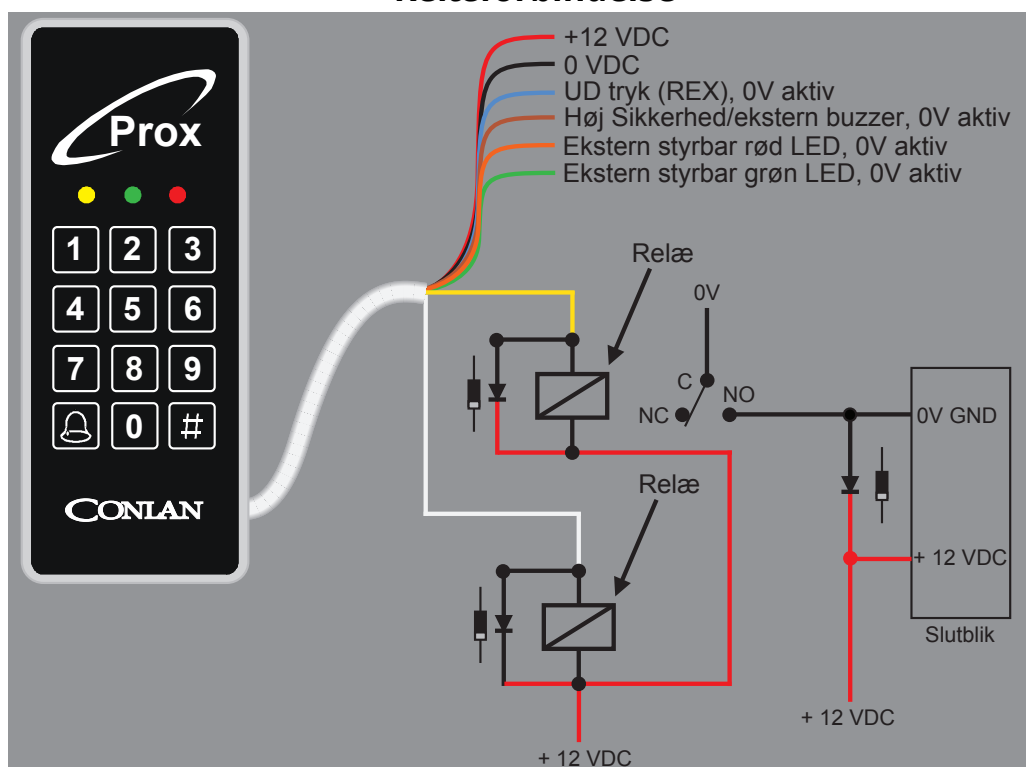 Prox
1 2 3
4 5 6
7 8 9
0 #
CONLAN
+12 VDC
0 VDC
UD tryk (REX), 0V aktiv
Høj Sikkerhed/ekstern buzzer, 0V aktiv
Ekstern styrbar rød LED, 0V aktiv
Ekstern styrbar grøn LED, 0V aktiv
Relæ
0V
C
NC
NO
0V GND
+ 12 VDC
Slutblik
+ 12 VDC
Relæ
+ 12 VDC